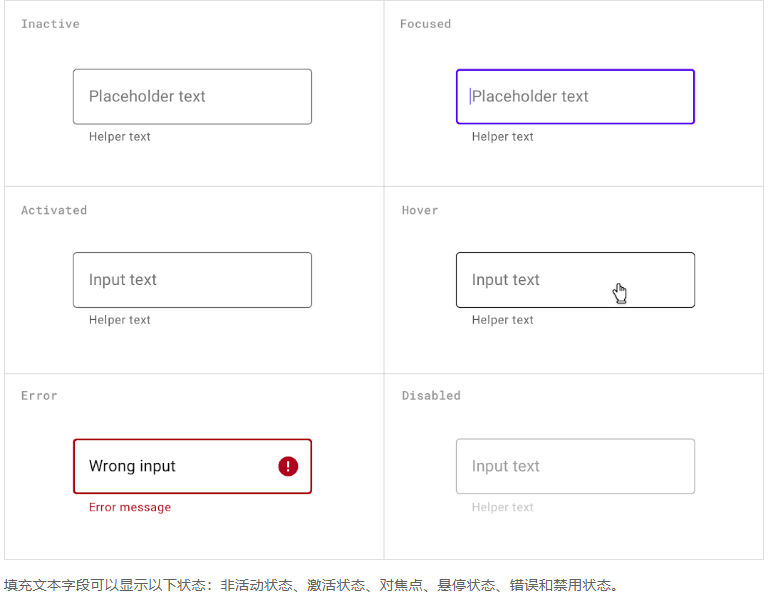 Inactive
Focused
Placeholder text
Placeholder text
Helper text
Helper text
Activated
Hover
Input text
Input text
Helper text
Helper text
Error
Disabled
Wrong input
Input text
Error message
Helper text
填充文本字段可以显示以下状态：非活动状态、激活状态、对焦点、悬停状态、错误和禁用状态。